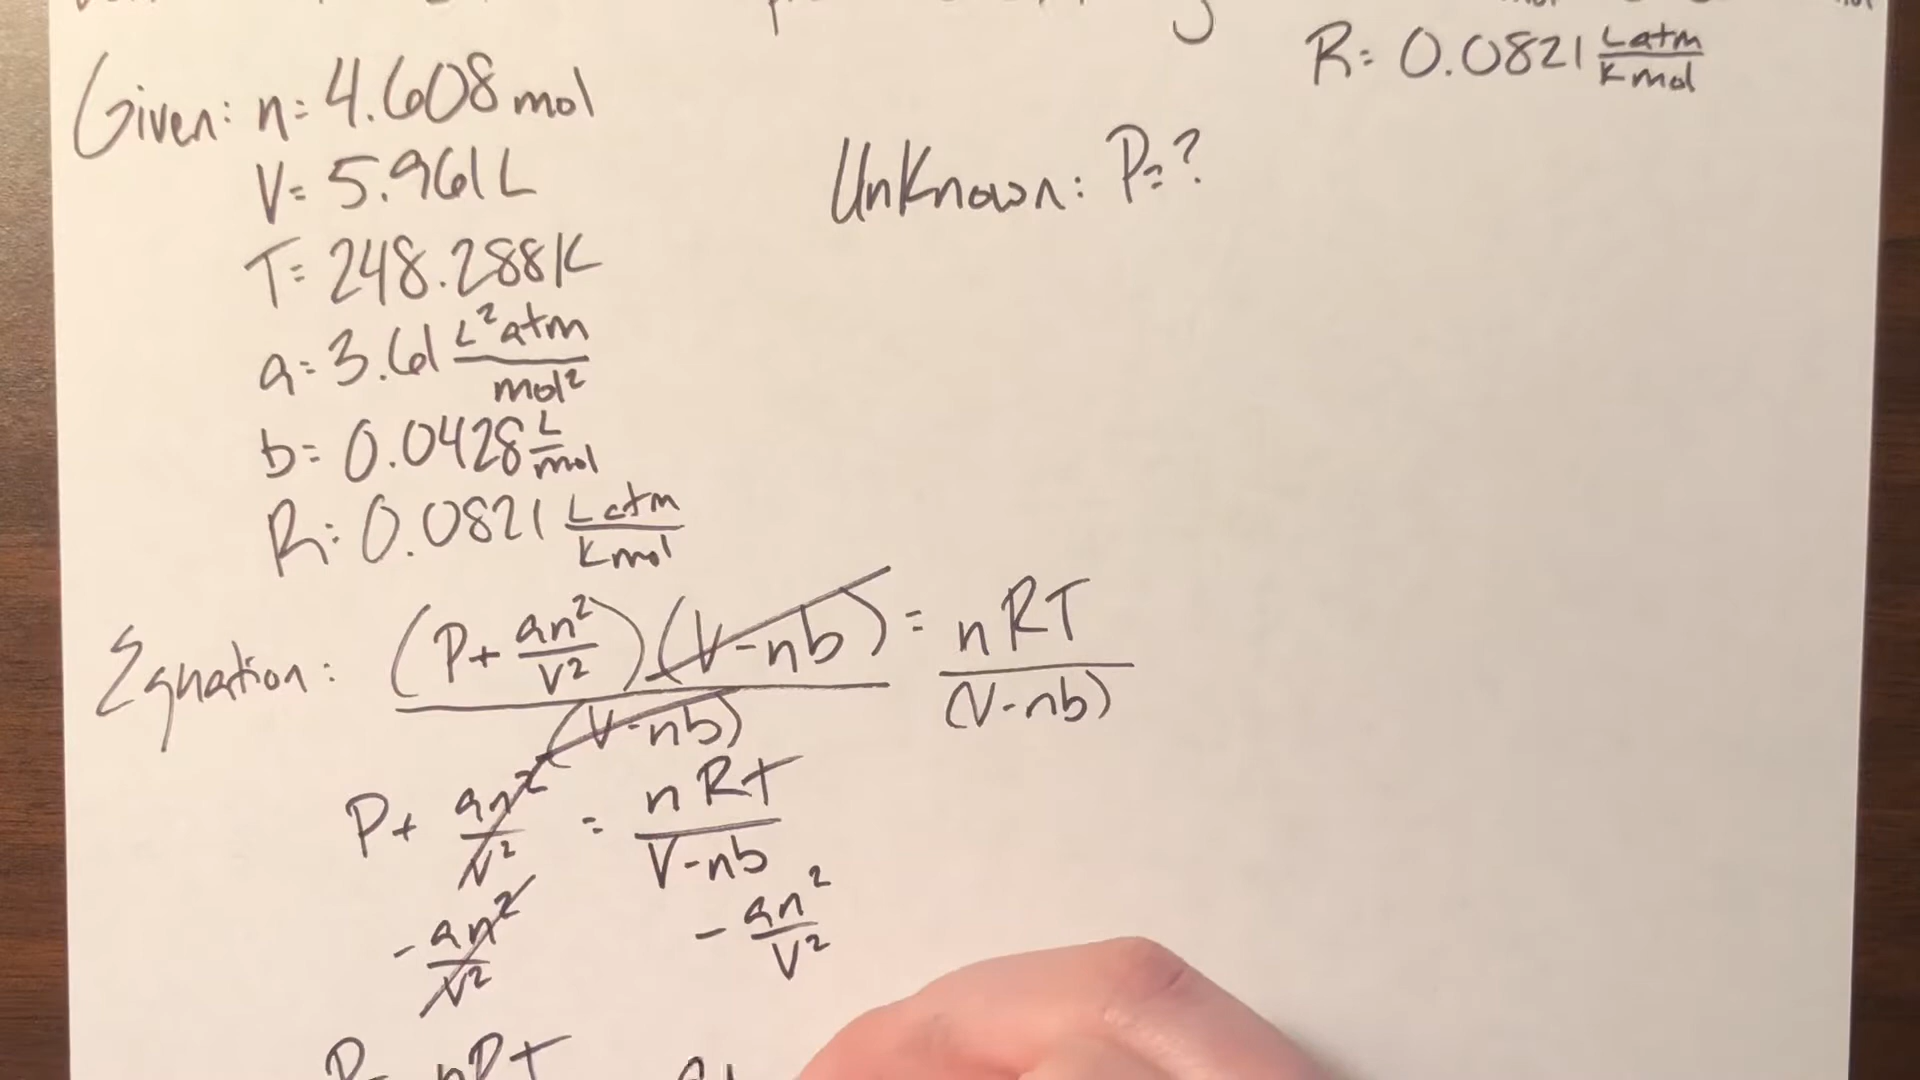 R= 0.0821 L atm / K mol
Given: n= 4.608 mol
V= 5.961 L
Unknown: P=?
T= 248.288 K
a= 3.61 L² atm / mol²
b= 0.0428 L / mol
R= 0.0821 L atm / K mol
Equation: (P+ an²/V²)(V-nb) / (V-nb) = nRT / (V-nb)
P+ an²/V² = nRT / V-nb
- an²/V² - an²/V²